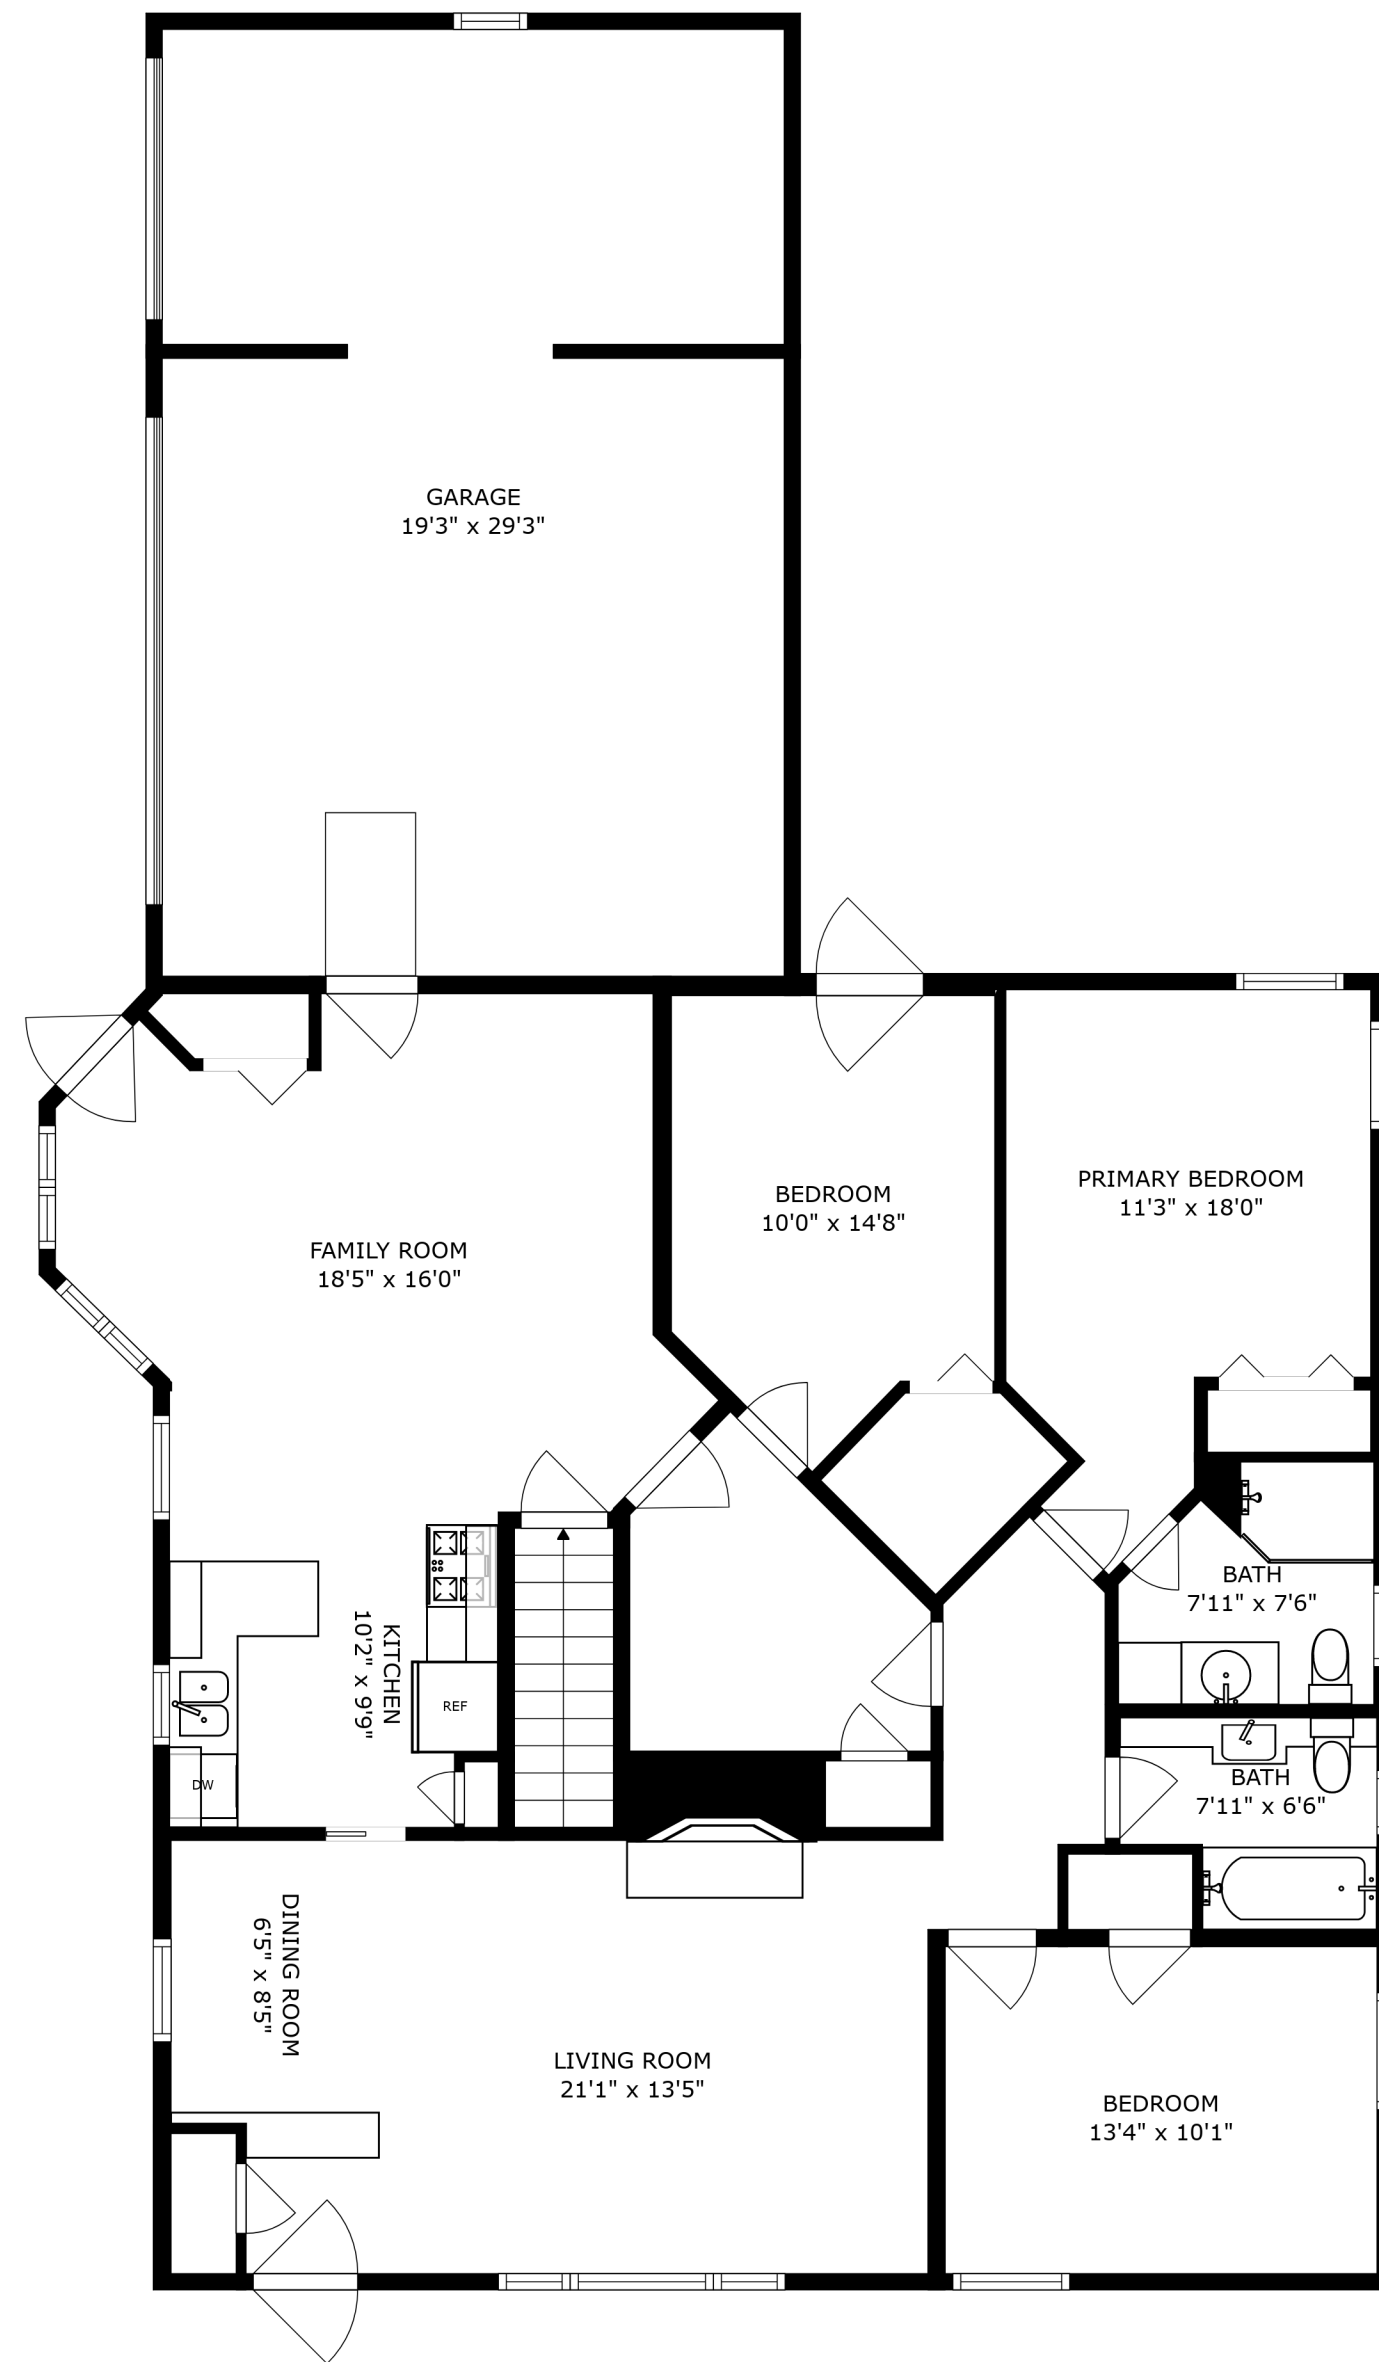 GARAGE
19'3" x 29'3"
PRIMARY BEDROOM
11'3" x 18'0"
BEDROOM
10'0" x 14'8"
FAMILY ROOM
18'5" x 16'0"
BATH
7'11" x 7'6"
KITCHEN
10'2" x 9'9"
REF
DW
BATH
7'11" x 6'6"
DINING ROOM
6'5" x 8'5"
LIVING ROOM
21'1" x 13'5"
BEDROOM
13'4" x 10'1"